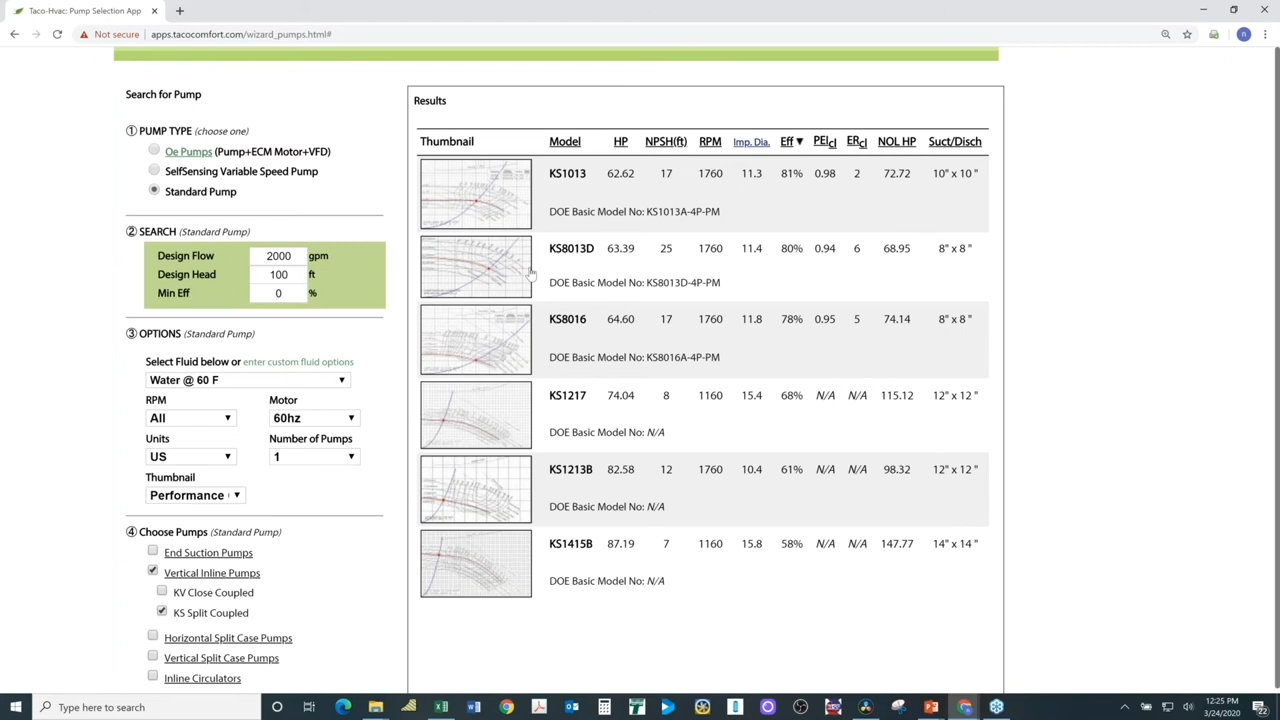 Taco-Hvac: Pump Selection App
Not secure
apps.tacocomfort.com/wizard_pumps.html#
n
Search for Pump
① PUMP TYPE (choose one)
Oe Pumps (Pump+ECM Motor+VFD)
SelfSensing Variable Speed Pump
Standard Pump
② SEARCH (Standard Pump)
Design Flow 2000 gpm
Design Head 100 ft
Min Eff 0 %
③ OPTIONS (Standard Pump)
Select Fluid below or enter custom fluid options
Water @ 60 F
RPM Motor
All 60hz
Units Number of Pumps
US 1
Thumbnail
Performance
④ Choose Pumps (Standard Pump)
End Suction Pumps
Vertical Inline Pumps
KV Close Coupled
KS Split Coupled
Horizontal Split Case Pumps
Vertical Split Case Pumps
Inline Circulators
Results
Thumbnail Model HP NPSH(ft) RPM Imp. Dia. Eff ▼ PEIcl ERcl NOL HP Suct/Disch
KS1013 62.62 17 1760 11.3 81% 0.98 2 72.72 10" x 10 "
DOE Basic Model No: KS1013A-4P-PM
KS8013D 63.39 25 1760 11.4 80% 0.94 6 68.95 8" x 8 "
DOE Basic Model No: KS8013D-4P-PM
KS8016 64.60 17 1760 11.8 78% 0.95 5 74.14 8" x 8 "
DOE Basic Model No: KS8016A-4P-PM
KS1217 74.04 8 1160 15.4 68% N/A N/A 115.12 12" x 12 "
DOE Basic Model No: N/A
KS1213B 82.58 12 1760 10.4 61% N/A N/A 98.32 12" x 12 "
DOE Basic Model No: N/A
KS1415B 87.19 7 1160 15.8 58% N/A N/A 147.77 14" x 14 "
DOE Basic Model No: N/A
Type here to search
12:25 PM
3/24/2020
22